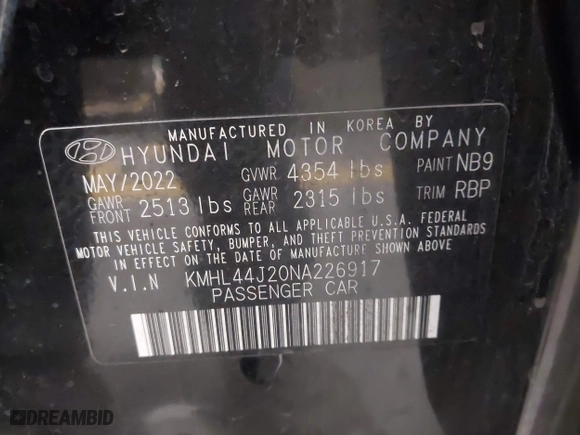 MANUFACTURED IN KOREA BY
HYUNDAI MOTOR COMPANY
MAY/2022 GVWR 4354 lbs PAINT NB9
GAWR FRONT 2513 lbs GAWR REAR 2315 lbs TRIM RBP
THIS VEHICLE CONFORMS TO ALL APPLICABLE U.S.A. FEDERAL
MOTOR VEHICLE SAFETY, BUMPER, AND THEFT PREVENTION
STANDARDS IN EFFECT ON THE DATE OF MANUFACTURE SHOWN ABOVE
V.I.N KMHL44J20NA226917
PASSENGER CAR
DREAMBID